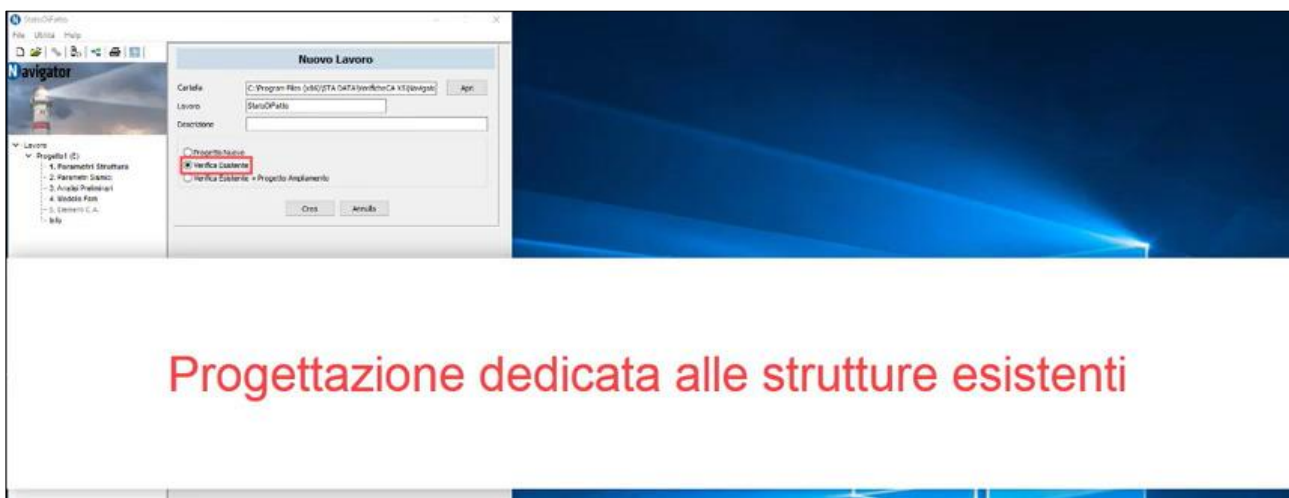 StatoDiFatto
File Utilità Help
Navigator
Nuovo Lavoro
Cartella C:\Program Files (x86)\STA DATA\VerificheCA XS\Navigato Apri
Lavoro StatoDiFatto
Descrizione
Progetto Nuovo
Verifica Esistente
Verifica Esistente + Progetto Ampliamento
Crea Annulla
Lavoro
Progetto1 (E)
1. Parametri Struttura
2. Parametri Sismici
3. Analisi Preliminari
4. Modello Fem
5. Elementi C.A.
Info
Progettazione dedicata alle strutture esistenti